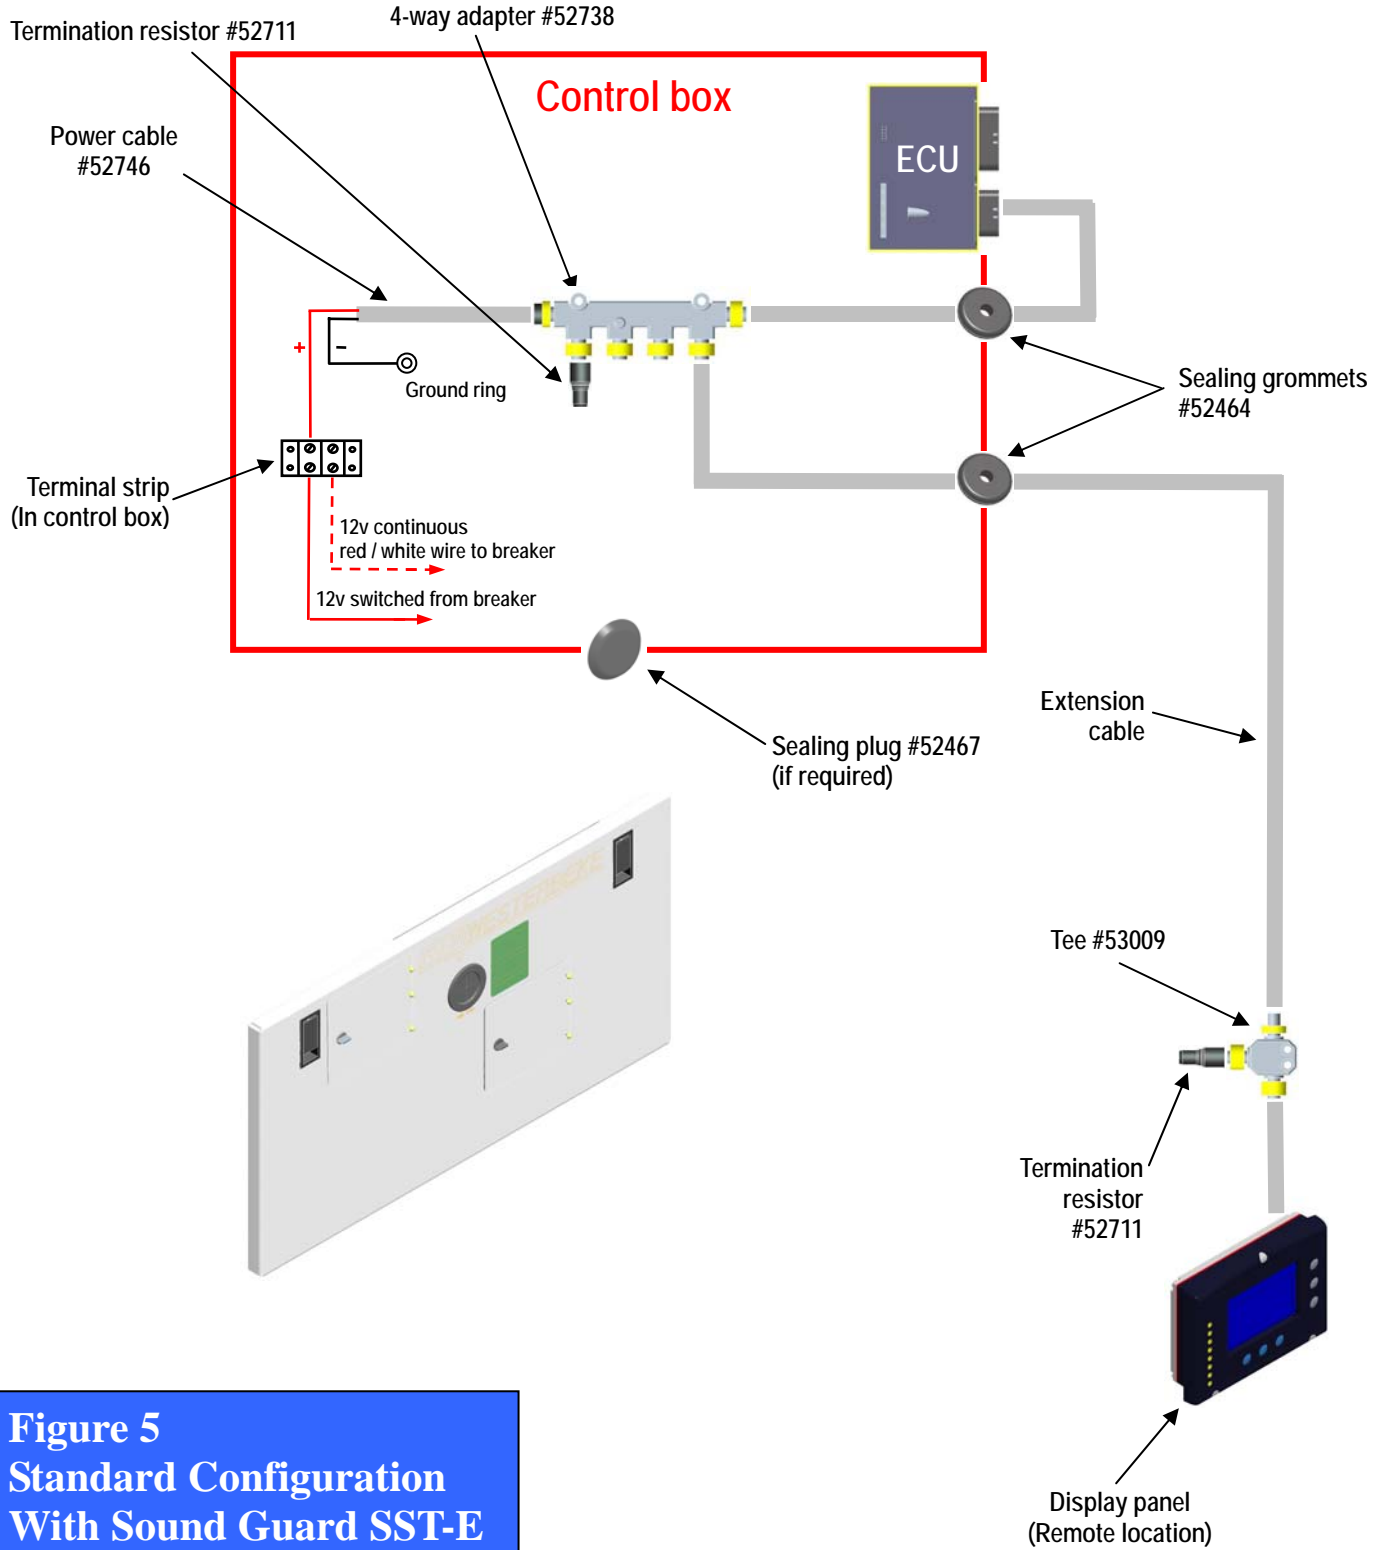 Termination resistor #52711
4-way adapter #52738
Control box
Power cable
#52746
ECU
+
-
Ground ring
Sealing grommets
#52464
Terminal strip
(In control box)
12v continuous
red / white wire to breaker
12v switched from breaker
Extension
cable
Sealing plug #52467
(if required)
WESTERBEKE
Tee #53009
Termination
resistor
#52711
Display panel
(Remote location)
Figure 5
Standard Configuration
With Sound Guard SST-E